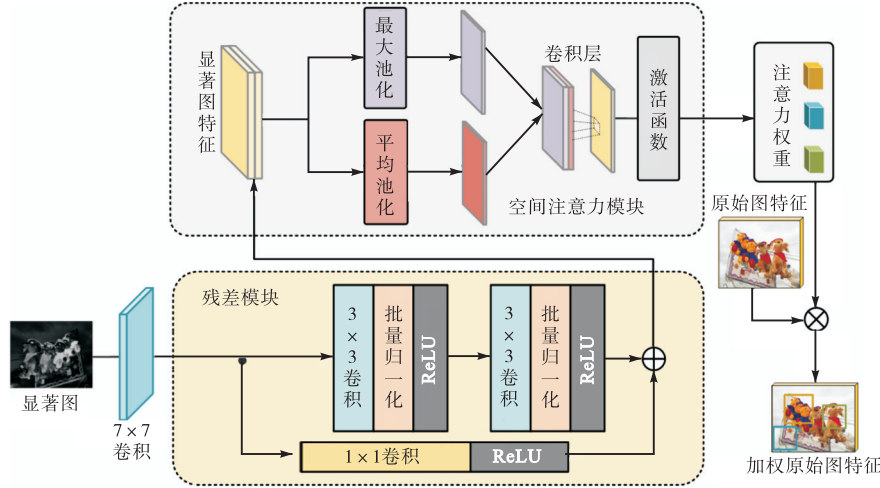 显著图特征
最大池化
平均池化
卷积层
激活函数
空间注意力模块
注意力权重
原始图特征
残差模块
3×3卷积
批量归一化
ReLU
3×3卷积
批量归一化
ReLU
1×1卷积
ReLU
显著图
7×7
卷积
加权原始图特征